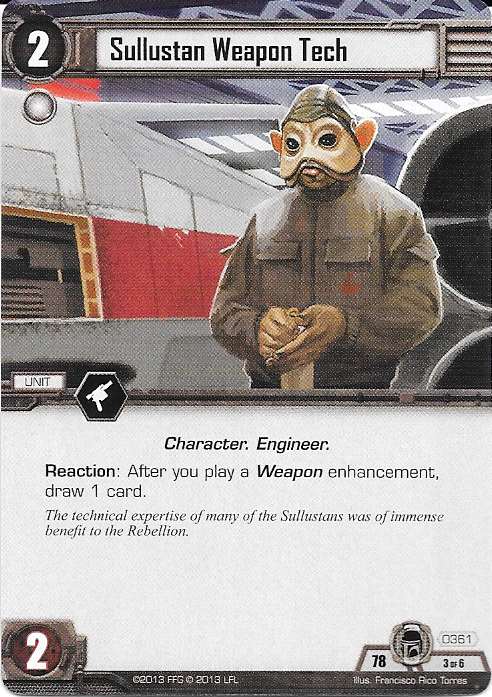 2
Sullustan Weapon Tech
UNIT
Character. Engineer.
Reaction: After you play a Weapon enhancement,
draw 1 card.
The technical expertise of many of the Sullustans was of immense
benefit to the Rebellion.
2
78
0361
3 OF 6
©2013 FFG © 2013 LFL
Illus. Francisco Rico Torres